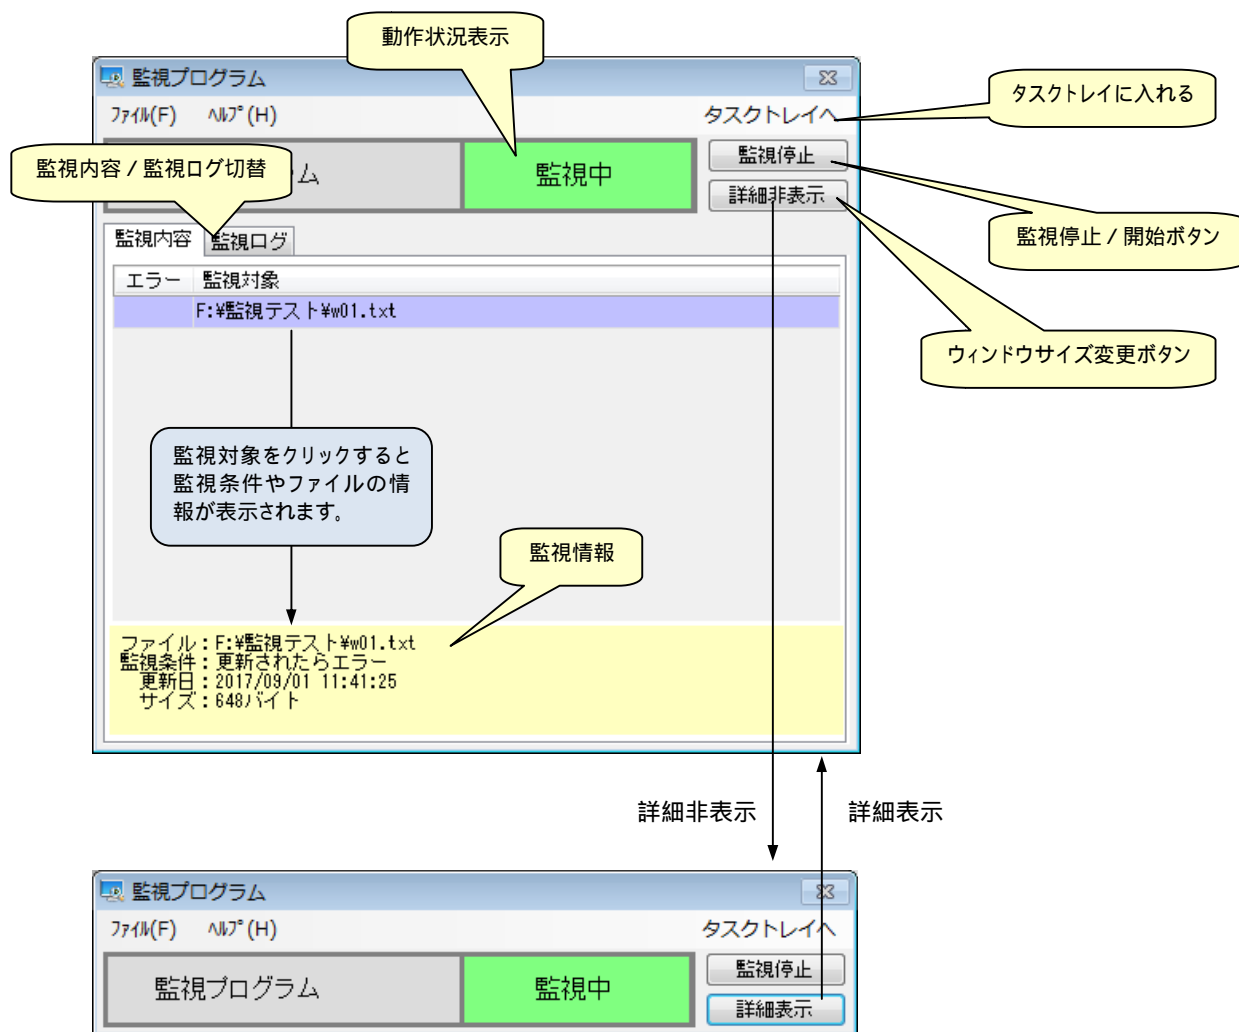 動作状況表示
監視プログラム
タスクトレイに入れる
ﾌｧｲﾙ(F) ﾍﾙﾌﾟ(H) タスクトレイへ
監視内容 / 監視ログ切替
ム
監視中
監視停止
詳細非表示
監視停止 / 開始ボタン
監視内容 監視ログ
エラー 監視対象
F:¥監視テスト¥w01.txt
ウィンドウサイズ変更ボタン
監視対象をクリックすると
監視条件やファイルの情
報が表示されます。
監視情報
ファイル：F:¥監視テスト¥w01.txt
監視条件：更新されたらエラー
更新日：2017/09/01 11:41:25
サイズ：648バイト
詳細非表示 詳細表示
監視プログラム
ﾌｧｲﾙ(F) ﾍﾙﾌﾟ(H) タスクトレイへ
監視プログラム
監視中
監視停止
詳細表示